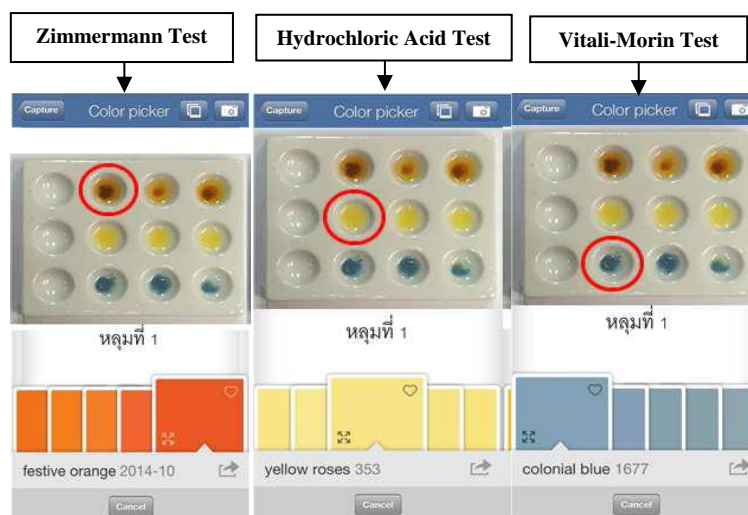 Zimmermann Test
Hydrochloric Acid Test
Vitali-Morin Test
Capture Color picker
Capture Color picker
Capture Color picker
หลุมที่ 1
หลุมที่ 1
หลุมที่ 1
festive orange 2014-10
yellow roses 353
colonial blue 1677
Cancel
Cancel
Cancel